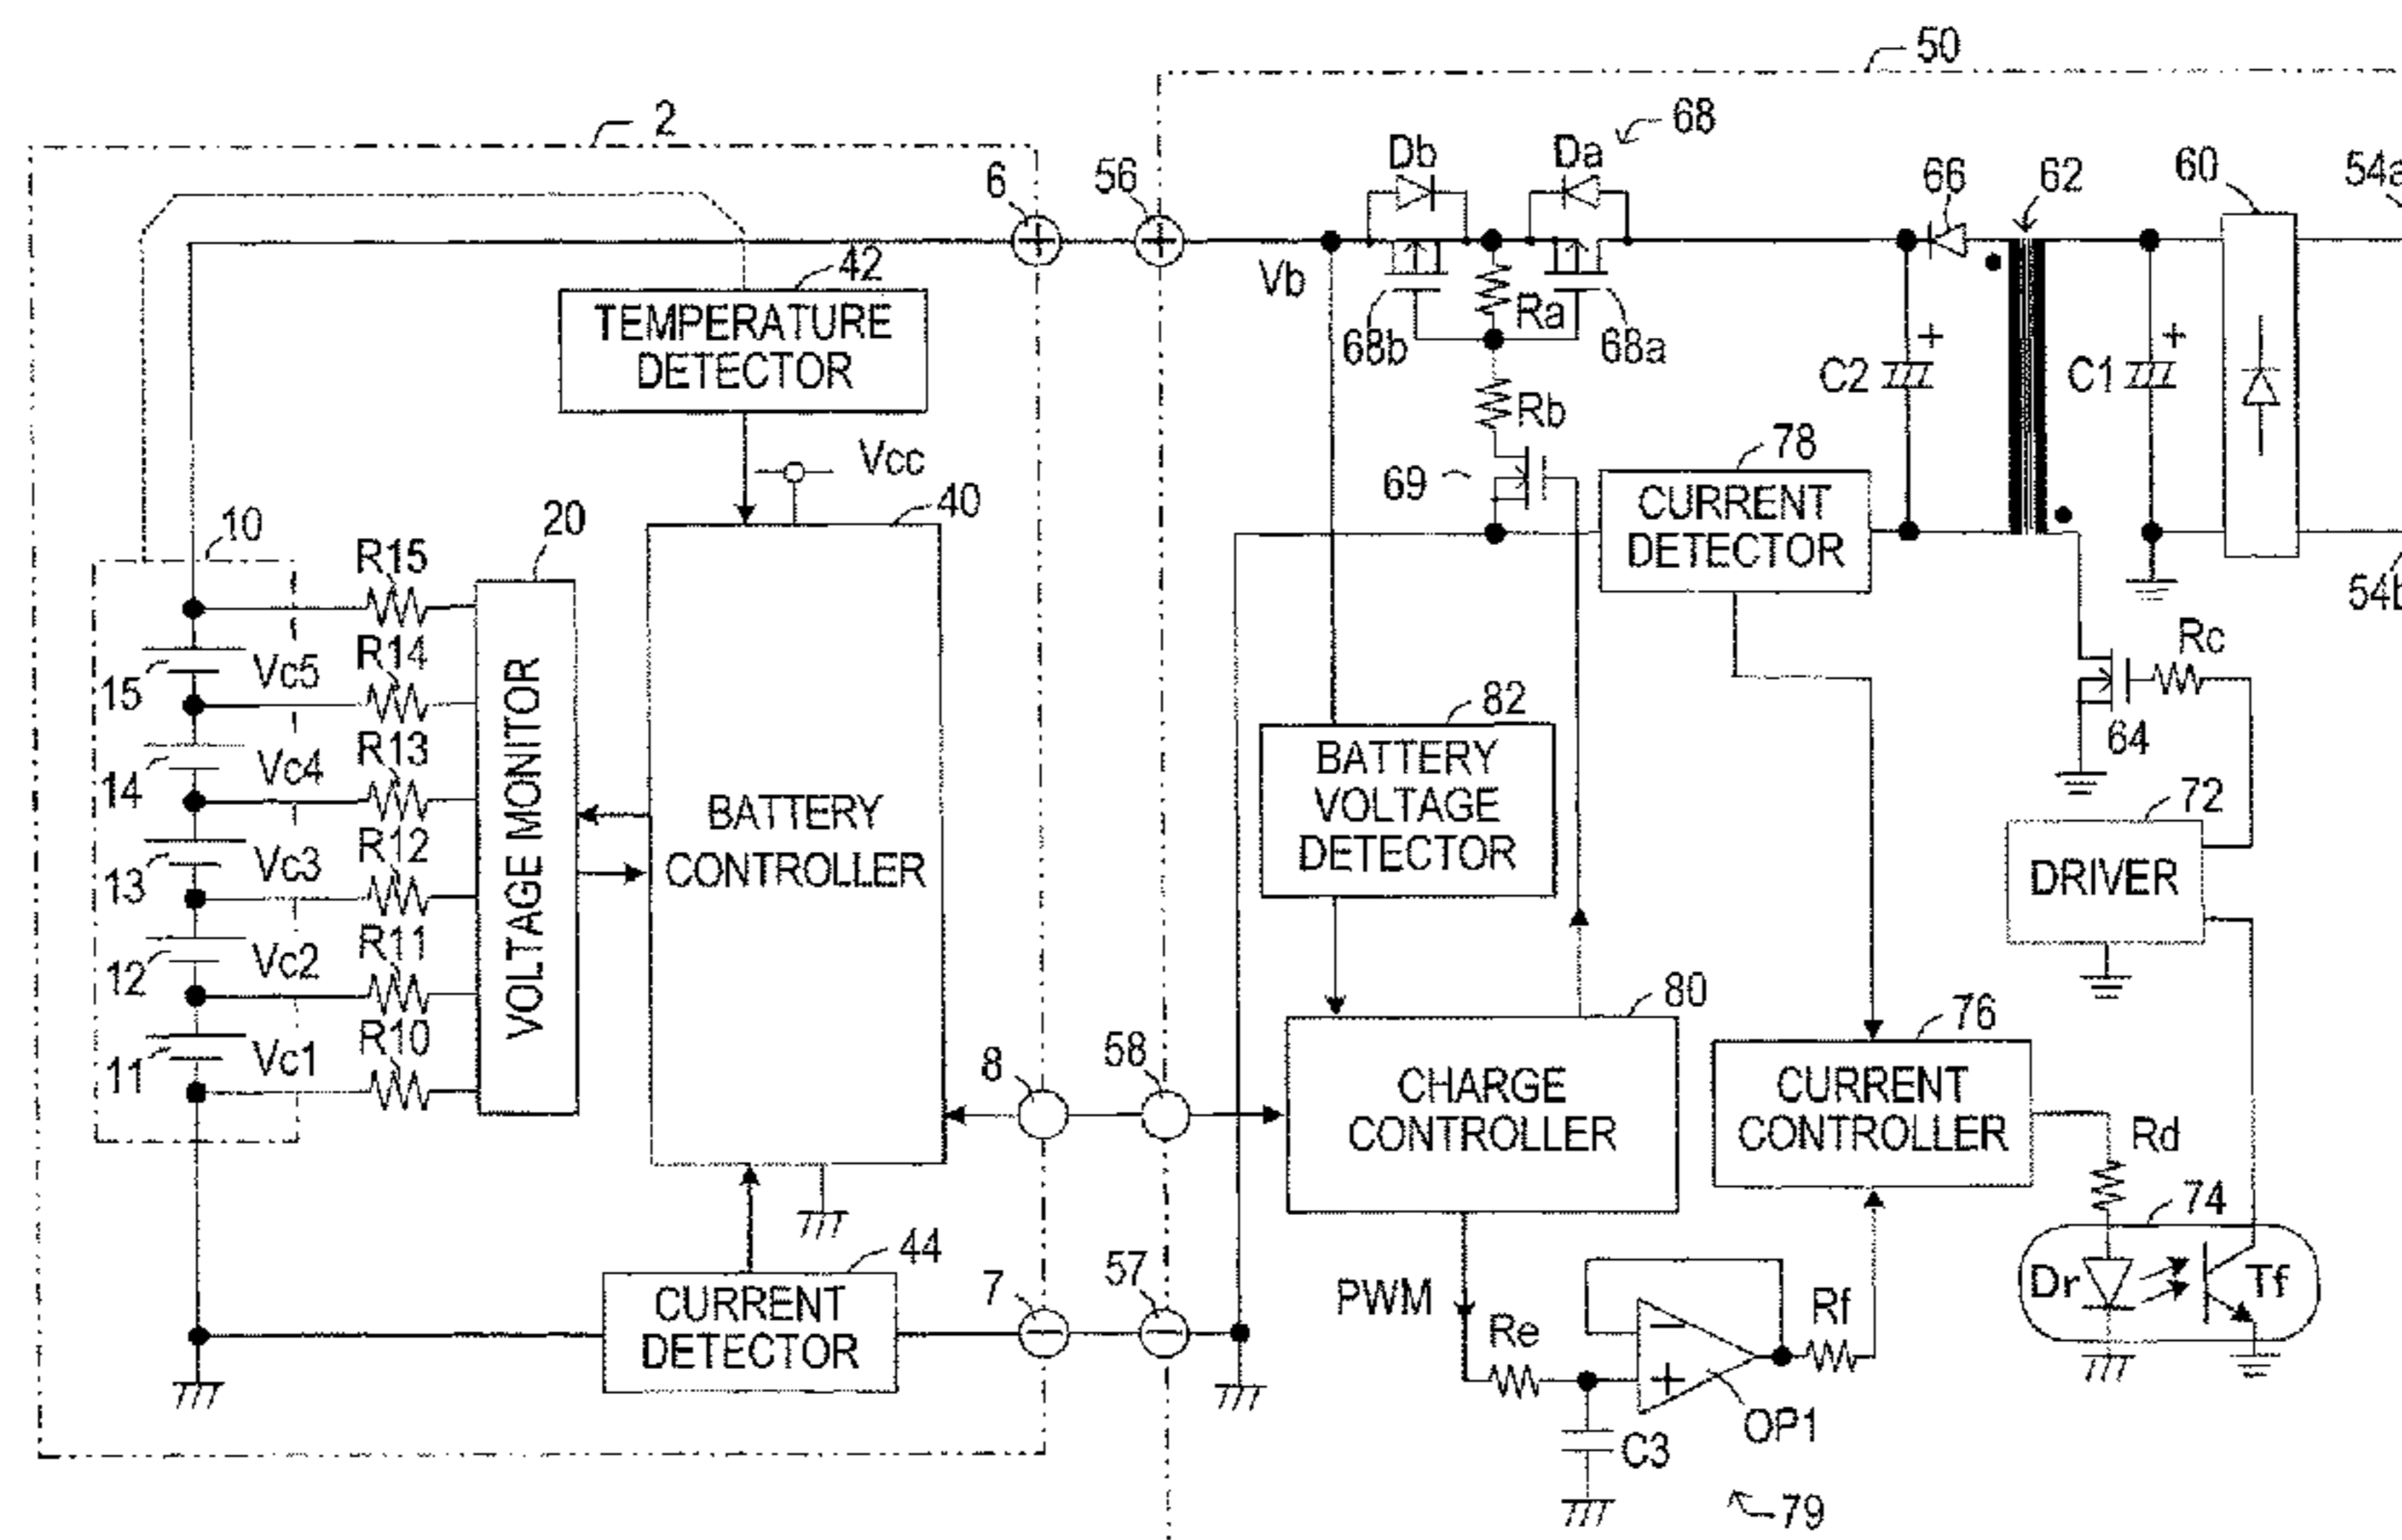 50
2
68
Db
Da
6
56
66
62
60
54a
42
TEMPERATURE
DETECTOR
Vb
68b
Ra
68a
C2
+
C1
+
Rb
Vcc
69
78
CURRENT
DETECTOR
54b
10
R15
20
40
15
Vc5
R14
14
Vc4
R13
13
Vc3
R12
12
Vc2
R11
11
Vc1
R10
VOLTAGE MONITOR
BATTERY
CONTROLLER
82
BATTERY
VOLTAGE
DETECTOR
Rc
64
72
DRIVER
8
58
80
CHARGE
CONTROLLER
76
CURRENT
CONTROLLER
Rd
74
Dr
Tf
44
CURRENT
DETECTOR
7
57
PWM
Re
Rf
−
+
OP1
C3
79